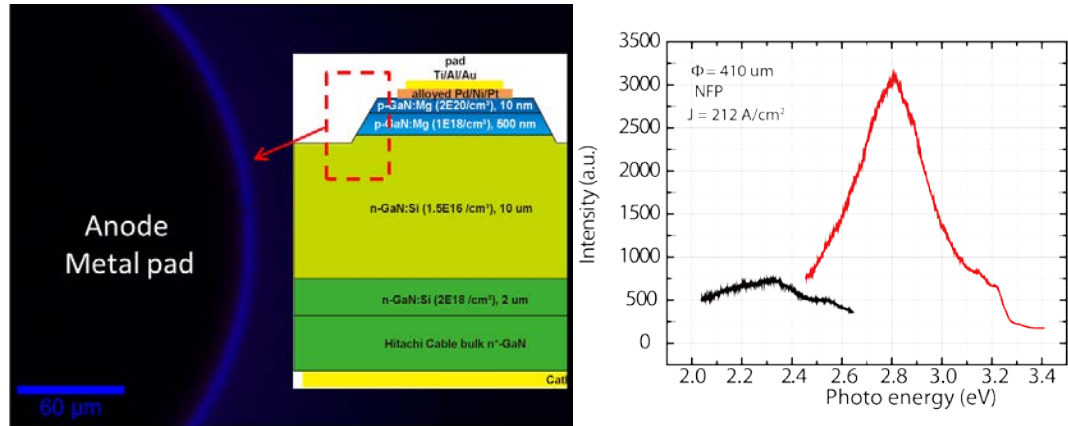 Anode
Metal pad
60 μm
pad
Ti/Al/Au
alloyed Pd/Ni/Pt
p-GaN:Mg (2E20/cm³), 10 nm
p-GaN:Mg (1E18/cm³), 500 nm
n-GaN:Si (1.5E16 /cm³), 10 um
n-GaN:Si (2E18 /cm³), 2 um
Hitachi Cable bulk n⁺-GaN
Cath
Intensity (a.u.)
3500
3000
2500
2000
1500
1000
500
0
Φ = 410 um
NFP
J = 212 A/cm²
2.0 2.2 2.4 2.6 2.8 3.0 3.2 3.4
Photo energy (eV)